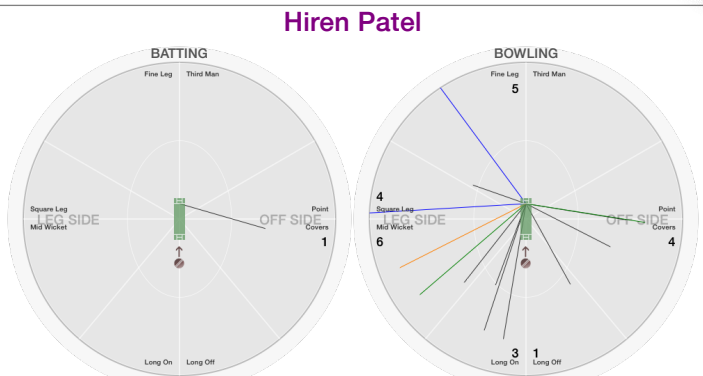 Hiren Patel
BATTING
BOWLING
Fine Leg
Third Man
Square Leg
LEG SIDE
Mid Wicket
Point
OFF SIDE
Covers
1
Long On
Long Off
Fine Leg
Third Man
5
4
Square Leg
LEG SIDE
Mid Wicket
6
Point
OFF SIDE
Covers
4
3
1
Long On
Long Off